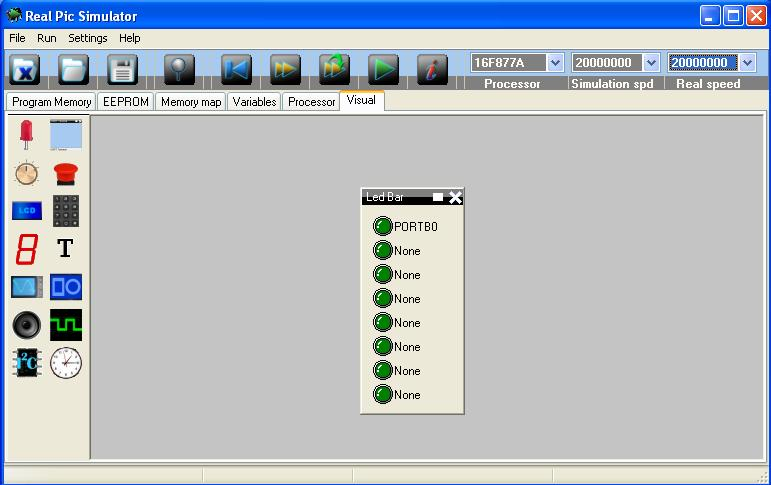 Real Pic Simulator
File Run Settings Help
16F877A 20000000 20000000
Processor Simulation spd Real speed
Program Memory EEPROM Memory map Variables Processor Visual
Led Bar
LCD
PORTB0
None
T
None
None
None
None
I²C
None
None